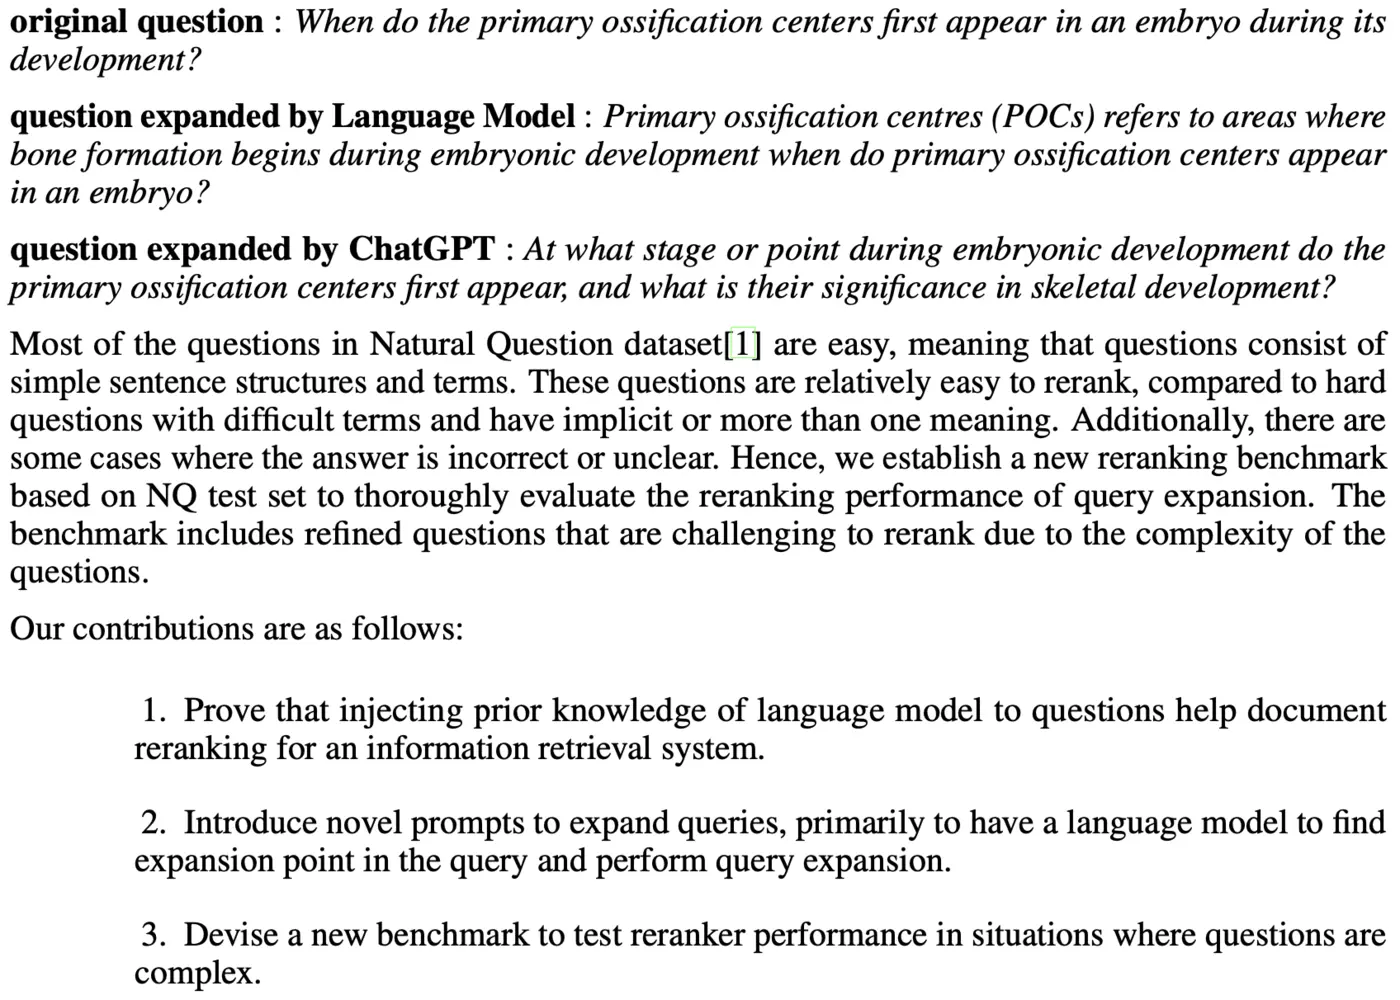 original question : When do the primary ossification centers first appear in an embryo during its
development?
question expanded by Language Model : Primary ossification centres (POCs) refers to areas where
bone formation begins during embryonic development when do primary ossification centers appear
in an embryo?
question expanded by ChatGPT : At what stage or point during embryonic development do the
primary ossification centers first appear, and what is their significance in skeletal development?
Most of the questions in Natural Question dataset[1] are easy, meaning that questions consist of
simple sentence structures and terms. These questions are relatively easy to rerank, compared to hard
questions with difficult terms and have implicit or more than one meaning. Additionally, there are
some cases where the answer is incorrect or unclear. Hence, we establish a new reranking benchmark
based on NQ test set to thoroughly evaluate the reranking performance of query expansion. The
benchmark includes refined questions that are challenging to rerank due to the complexity of the
questions.
Our contributions are as follows:
1. Prove that injecting prior knowledge of language model to questions help document
reranking for an information retrieval system.
2. Introduce novel prompts to expand queries, primarily to have a language model to find
expansion point in the query and perform query expansion.
3. Devise a new benchmark to test reranker performance in situations where questions are
complex.